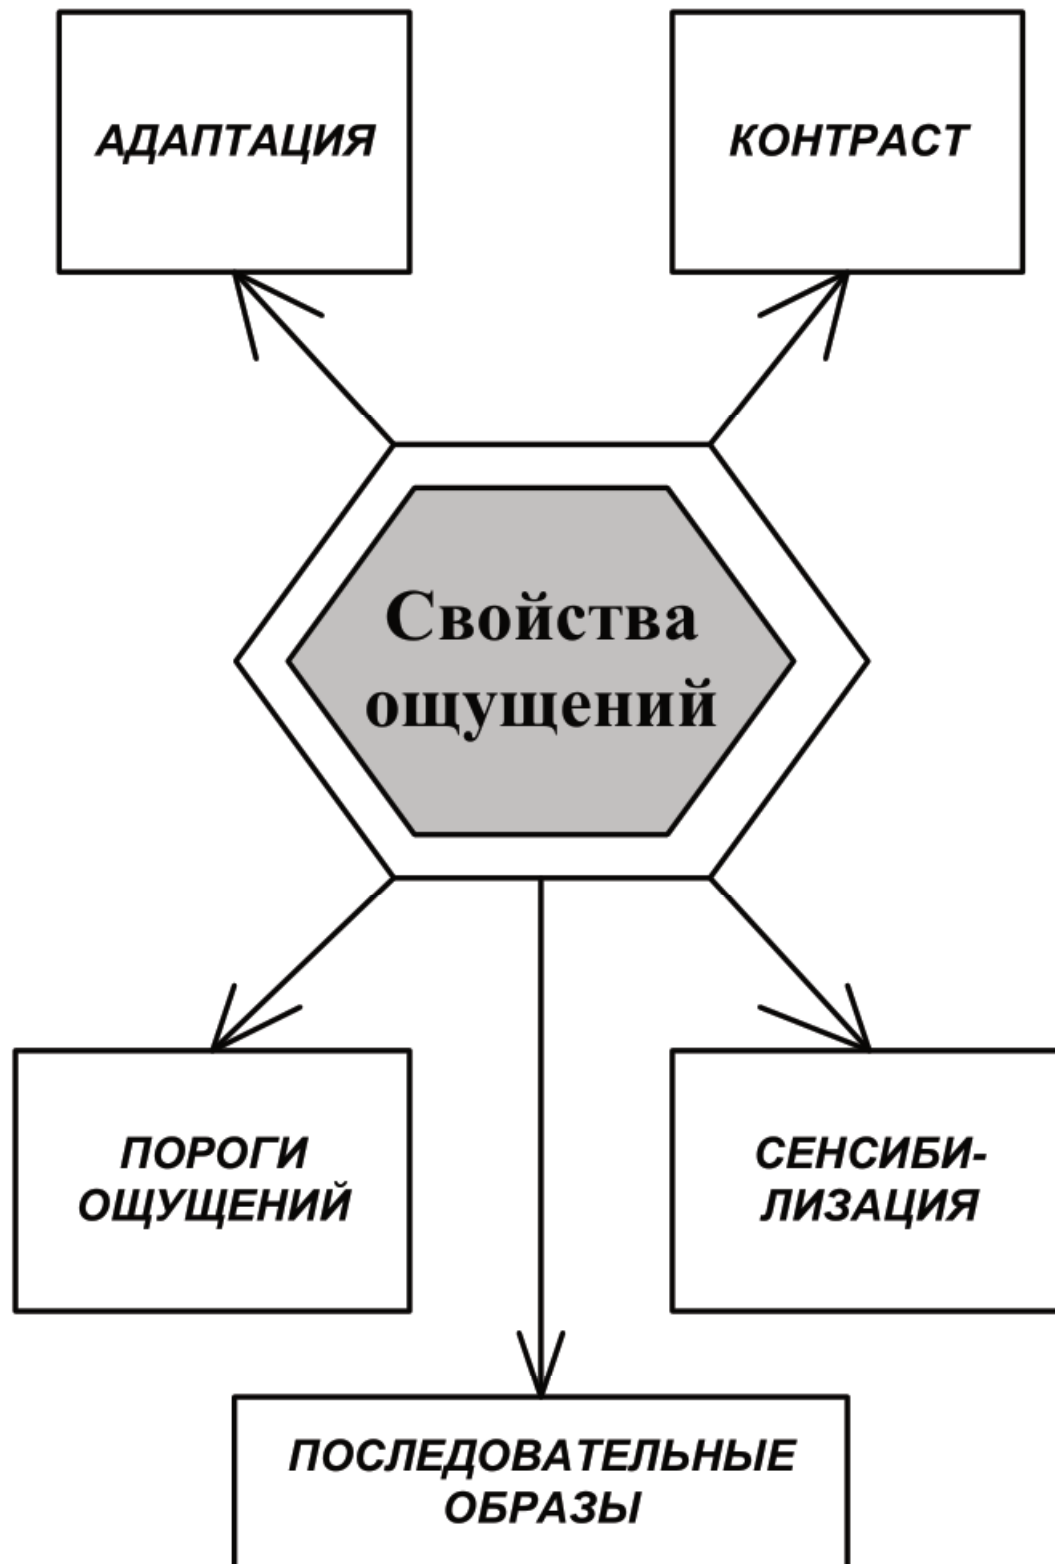 АДАПТАЦИЯ
КОНТРАСТ
Свойства
ощущений
ПОРОГИ
ОЩУЩЕНИЙ
СЕНСИБИ-
ЛИЗАЦИЯ
ПОСЛЕДОВАТЕЛЬНЫЕ
ОБРАЗЫ